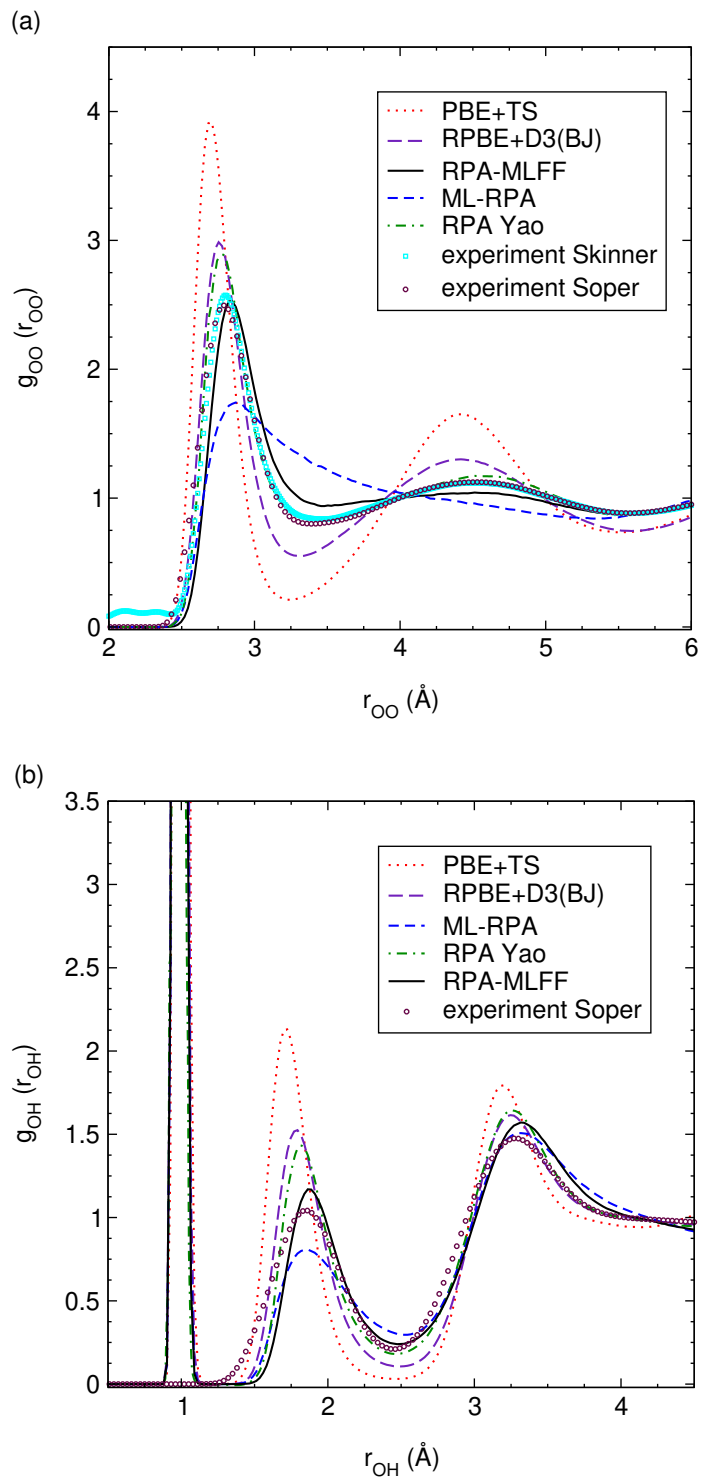 (a)
4
3
2
1
0
g_OO (r_OO)
PBE+TS
RPBE+D3(BJ)
RPA-MLFF
ML-RPA
RPA Yao
experiment Skinner
experiment Soper
2 3 4 5 6
r_OO (Å)
(b)
3.5
3
2.5
2
1.5
1
0.5
0
g_OH (r_OH)
PBE+TS
RPBE+D3(BJ)
ML-RPA
RPA Yao
RPA-MLFF
experiment Soper
1 2 3 4
r_OH (Å)